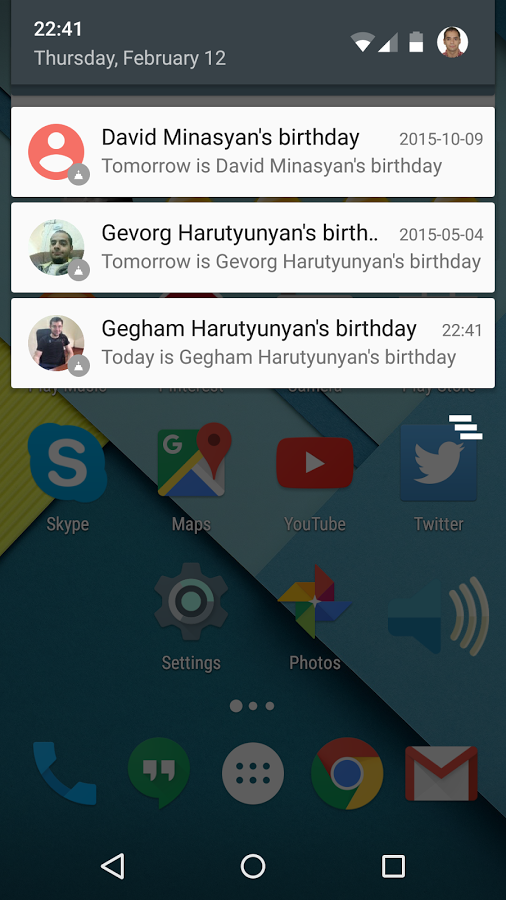 22:41
Thursday, February 12
David Minasyan's birthday 2015-10-09
Tomorrow is David Minasyan's birthday
Gevorg Harutyunyan's birth.. 2015-05-04
Tomorrow is Gevorg Harutyunyan's birthday
Gegham Harutyunyan's birthday 22:41
Today is Gegham Harutyunyan's birthday
Play Music Pinterest Camera Play Store
Skype Maps YouTube Twitter
Settings Photos